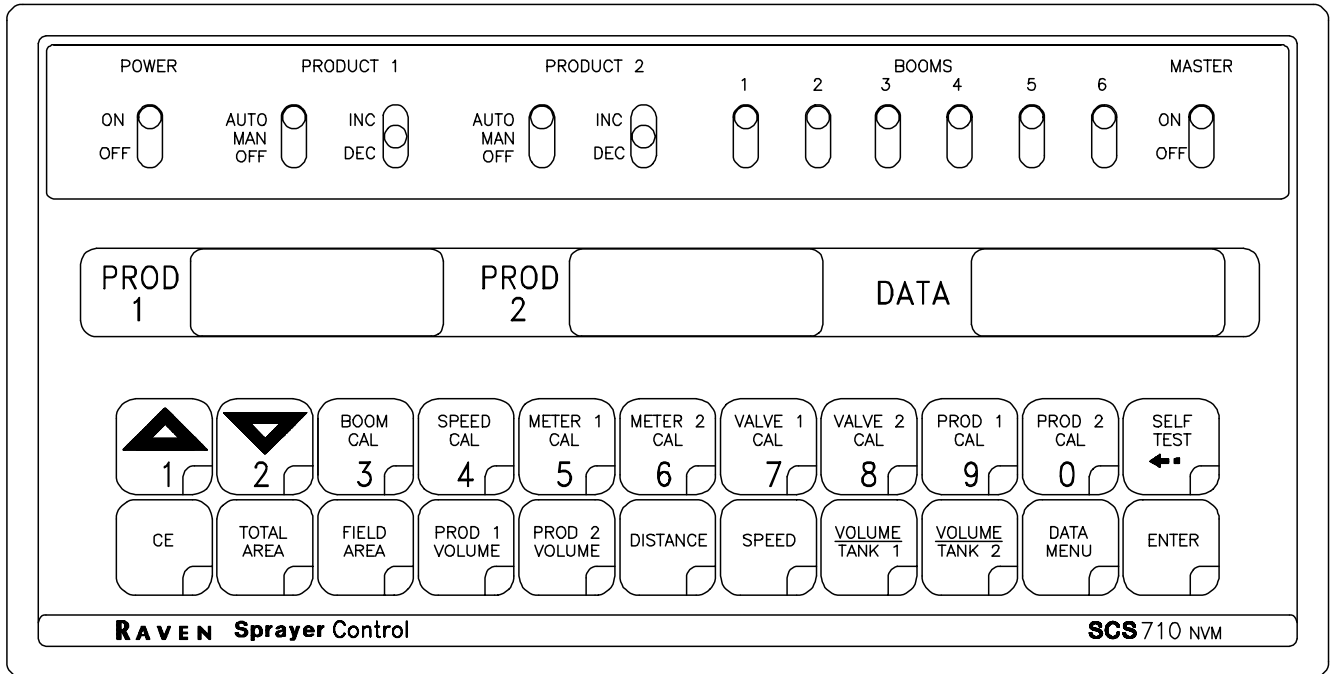 POWER PRODUCT 1 PRODUCT 2 BOOMS MASTER
1 2 3 4 5 6
ON AUTO INC AUTO INC ON
MAN MAN
OFF OFF DEC OFF DEC OFF
PROD PROD DATA
1 2
BOOM SPEED METER 1 METER 2 VALVE 1 VALVE 2 PROD 1 PROD 2 SELF
CAL CAL CAL CAL CAL CAL CAL CAL TEST
1 2 3 4 5 6 7 8 9 0
CE TOTAL FIELD PROD 1 PROD 2 DISTANCE SPEED VOLUME VOLUME DATA ENTER
AREA AREA VOLUME VOLUME TANK 1 TANK 2 MENU
RAVEN Sprayer Control SCS 710 NVM